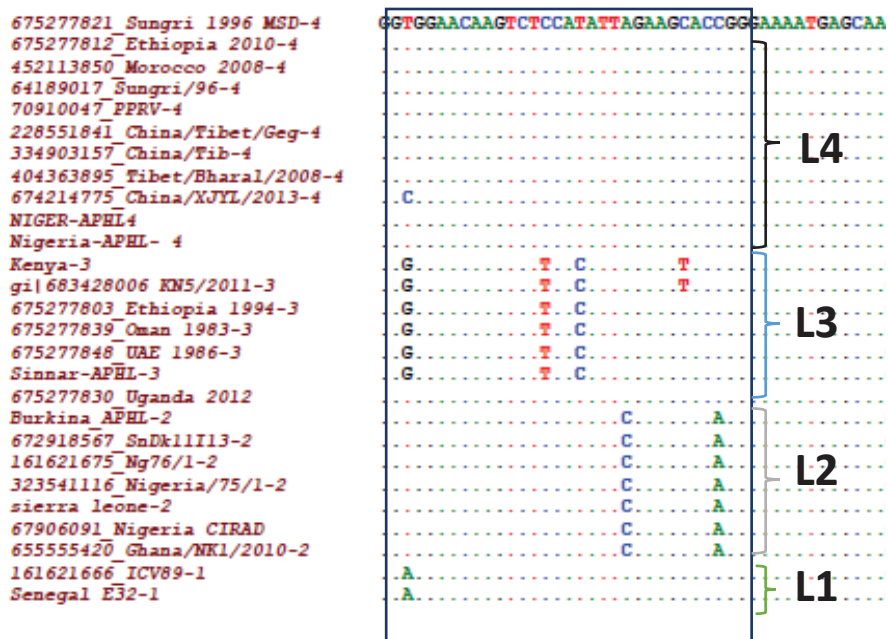 675277821_Sungri 1996 MSD-4 GGTGGAACAAGTCTCCATATTAGAAGCACCGGGAAAATGAGCAA
675277812_Ethiopia 2010-4 ............................................
452113850_Morocco 2008-4 ............................................
64189017_Sungri/96-4 ............................................
70910047_PPRV-4 ............................................
228551841_China/Tibet/Geg-4 ............................................
334903157_China/Tib-4 ............................................
L4
404363895_Tibet/Bharal/2008-4 ............................................
674214775_China/XJYL/2013-4 ..C.........................................
NIGER-APHL4 ............................................
Nigeria-APHL- 4 ............................................
Kenya-3 ..G...........T..C........T.................
gi|683428006 KN5/2011-3 ..G...........T..C........T.................
675277803_Ethiopia 1994-3 ..G...........T..C..........................
675277839_Oman 1983-3 ..G...........T..C..........................
L3
675277848_UAE 1986-3 ..G...........T..C..........................
Sinnar-APHL-3 ..G...........T..C..........................
675277830_Uganda 2012 ............................................
Burkina_APHL-2 .....................C.......A..............
672918567_SnDk11I13-2 .....................C.......A..............
161621675_Ng76/1-2 .....................C.......A..............
L2
323541116_Nigeria/75/1-2 .....................C.......A..............
sierra leone-2 .....................C.......A..............
67906091_Nigeria CIRAD .....................C.......A..............
655555420_Ghana/NK1/2010-2 .....................C.......A..............
161621666_ICV89-1 ..A.........................................
L1
Senegal E32-1 ..A.........................................